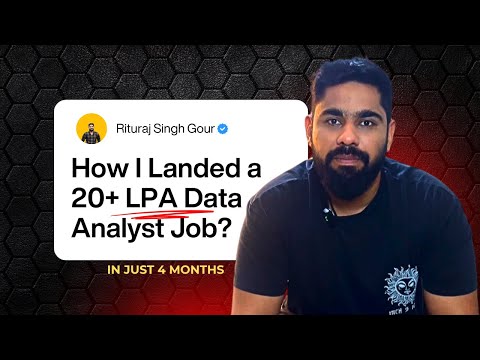 Rituraj Singh Gour
How I Landed a
20+ LPA Data
Analyst Job?
IN JUST 4 MONTHS